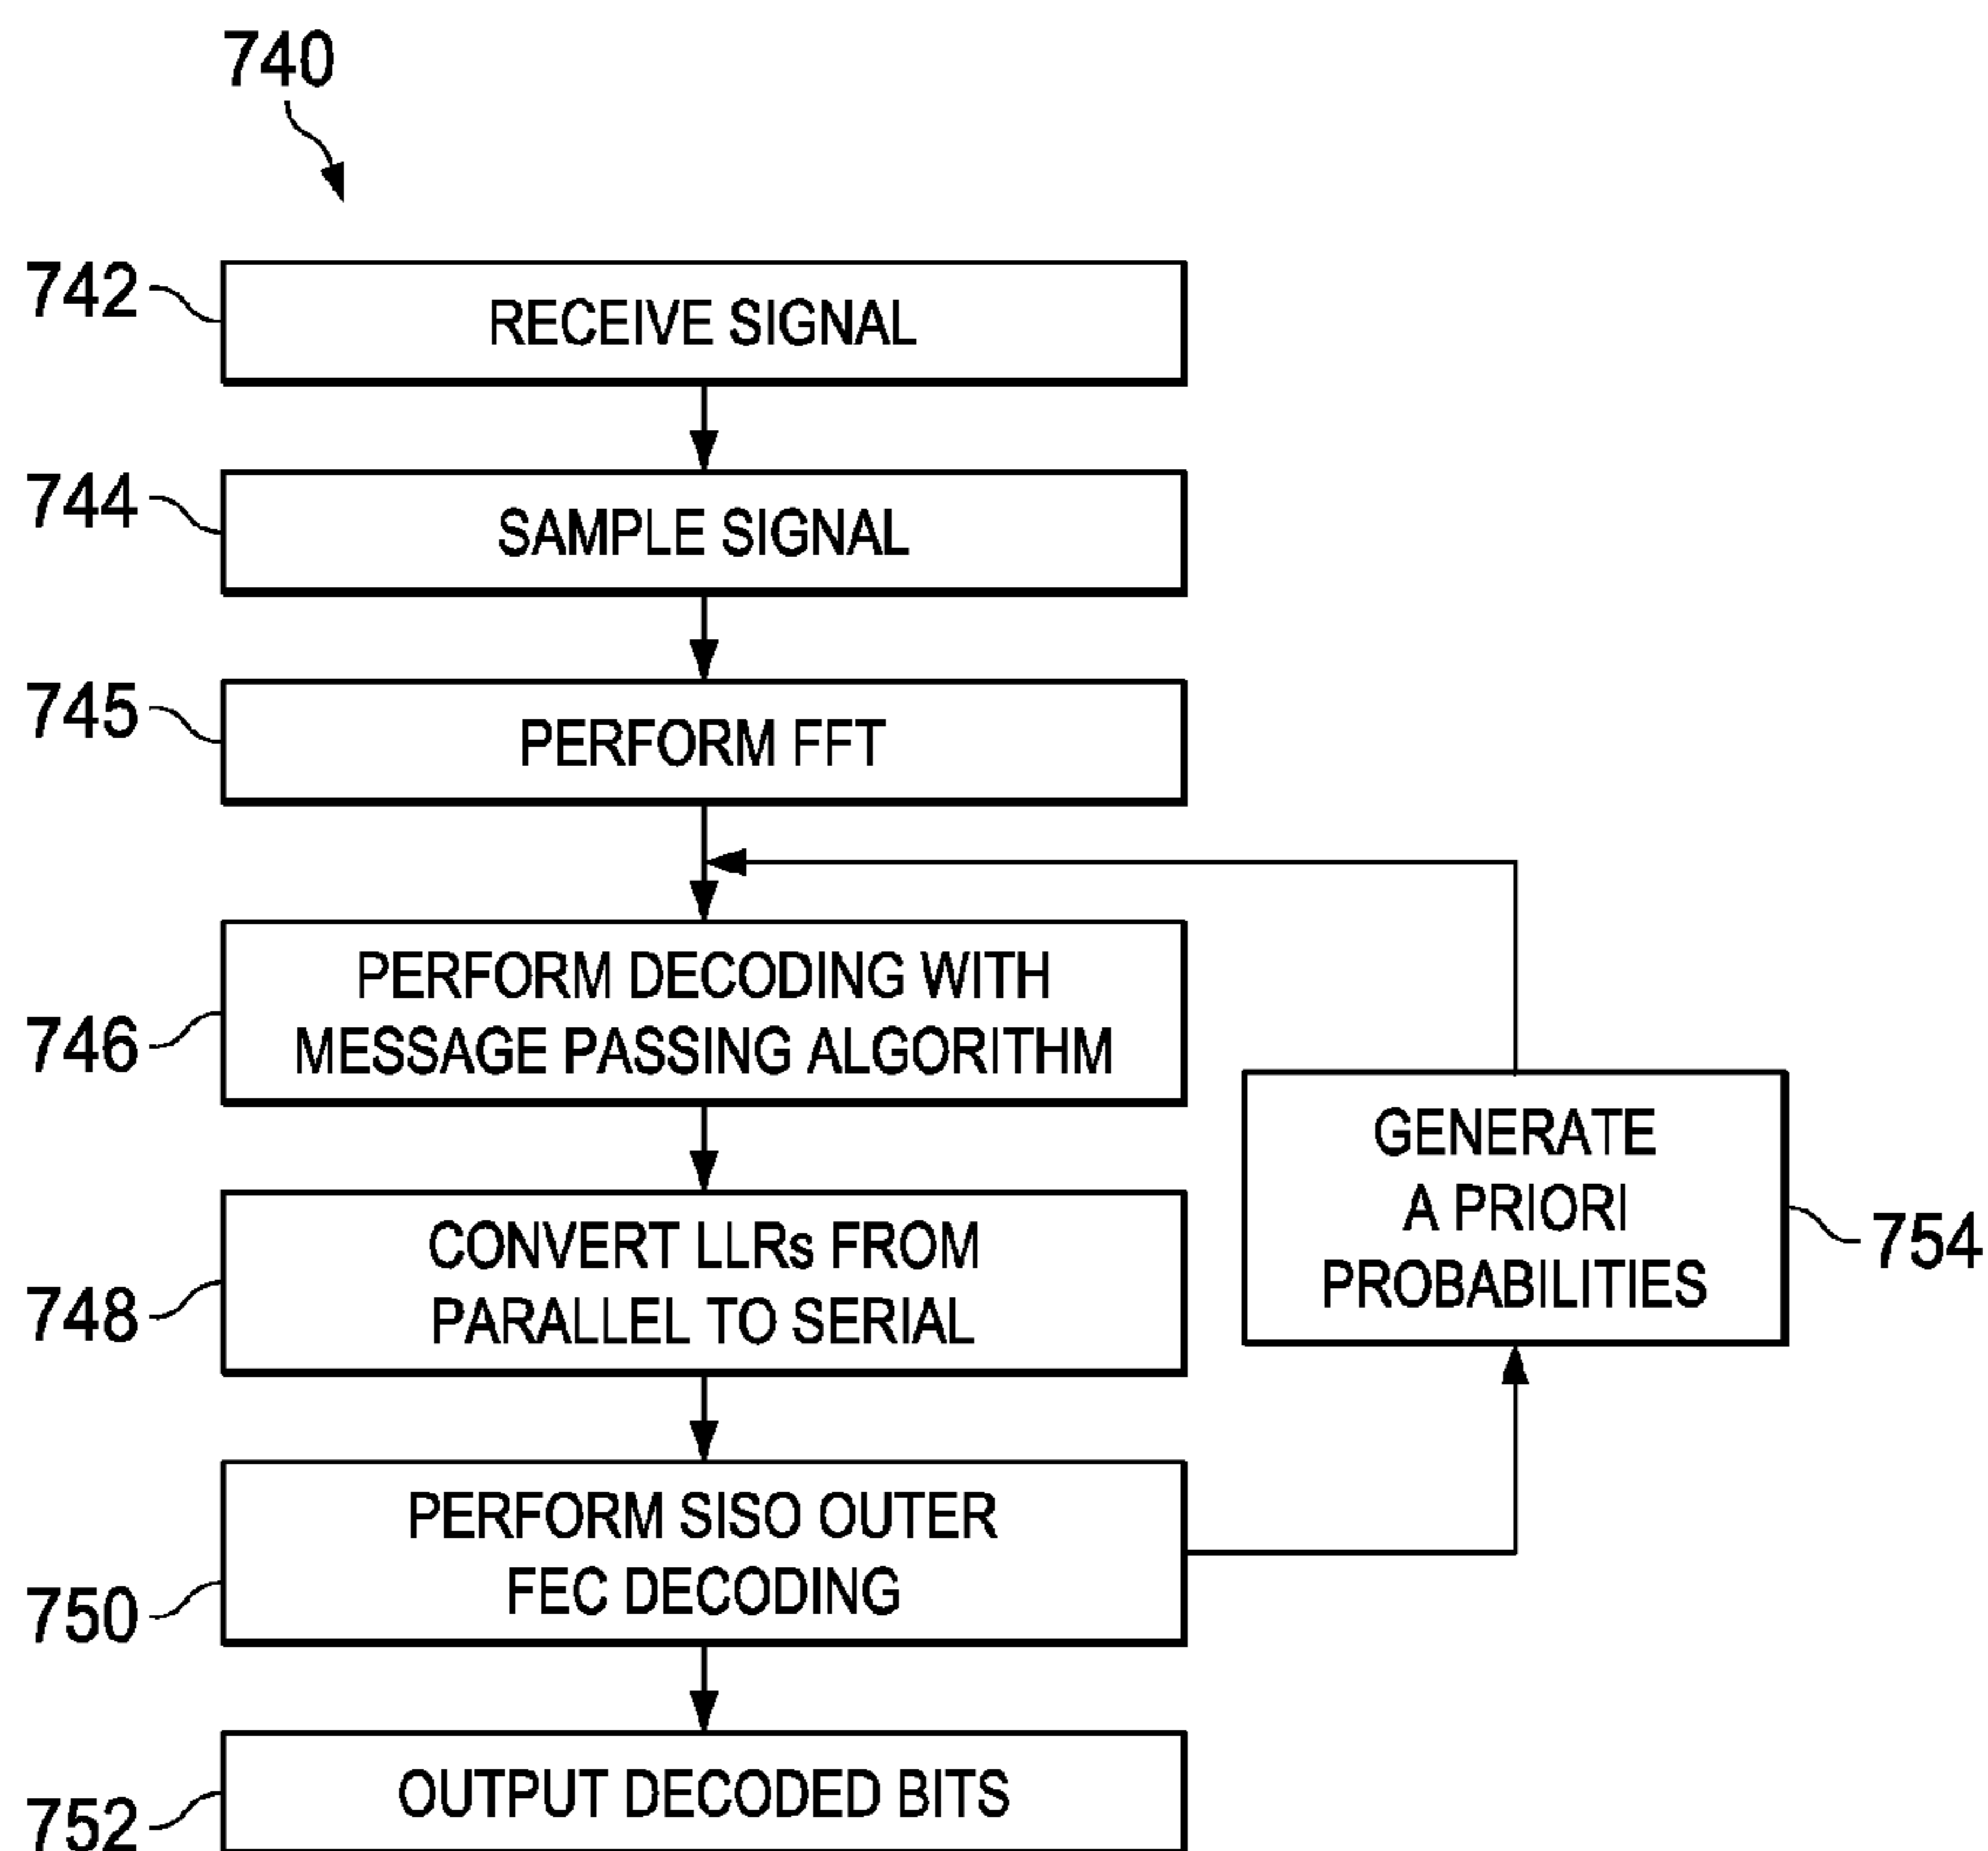 740
742
RECEIVE SIGNAL
744
SAMPLE SIGNAL
745
PERFORM FFT
746
PERFORM DECODING WITH
MESSAGE PASSING ALGORITHM
748
CONVERT LLRs FROM
PARALLEL TO SERIAL
GENERATE
A PRIORI
PROBABILITIES
754
750
PERFORM SISO OUTER
FEC DECODING
752
OUTPUT DECODED BITS